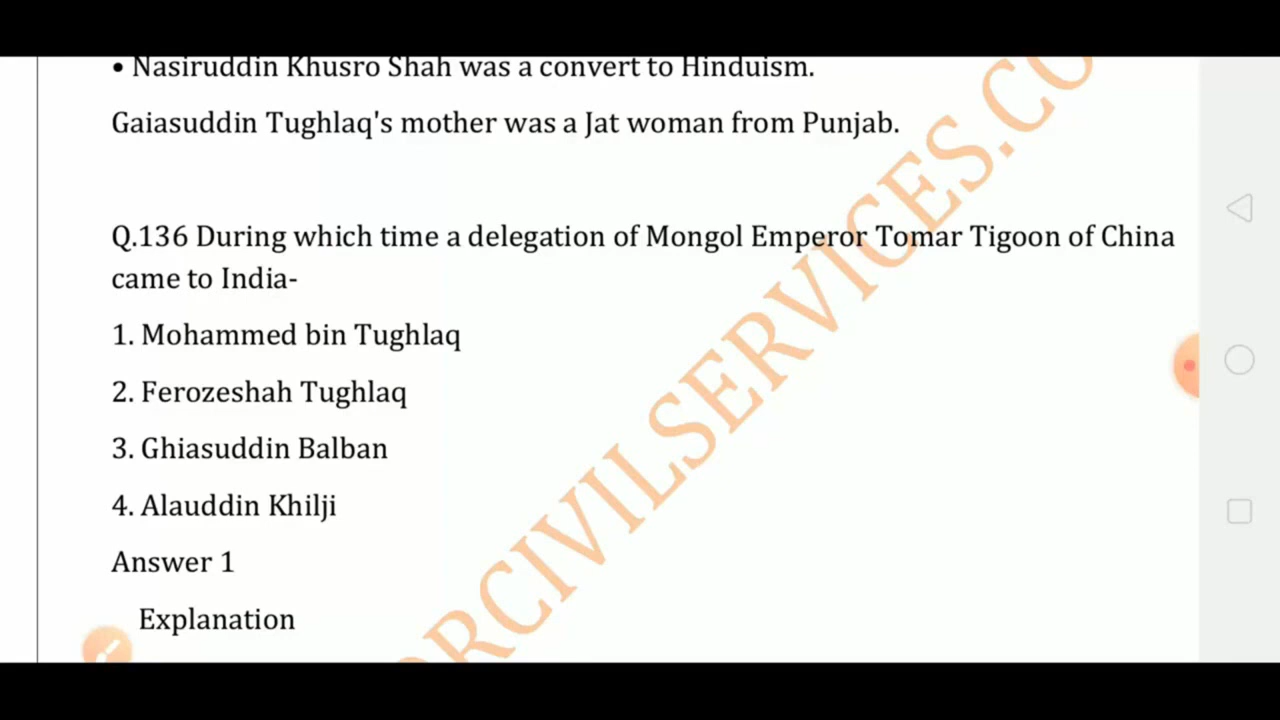 • Nasiruddin Khusro Shah was a convert to Hinduism.
Gaiasuddin Tughlaq's mother was a Jat woman from Punjab.
Q.136 During which time a delegation of Mongol Emperor Tomar Tigoon of China
came to India-
1. Mohammed bin Tughlaq
2. Ferozeshah Tughlaq
3. Ghiasuddin Balban
4. Alauddin Khilji
Answer 1
Explanation
ORCIVILSERVICES.CO